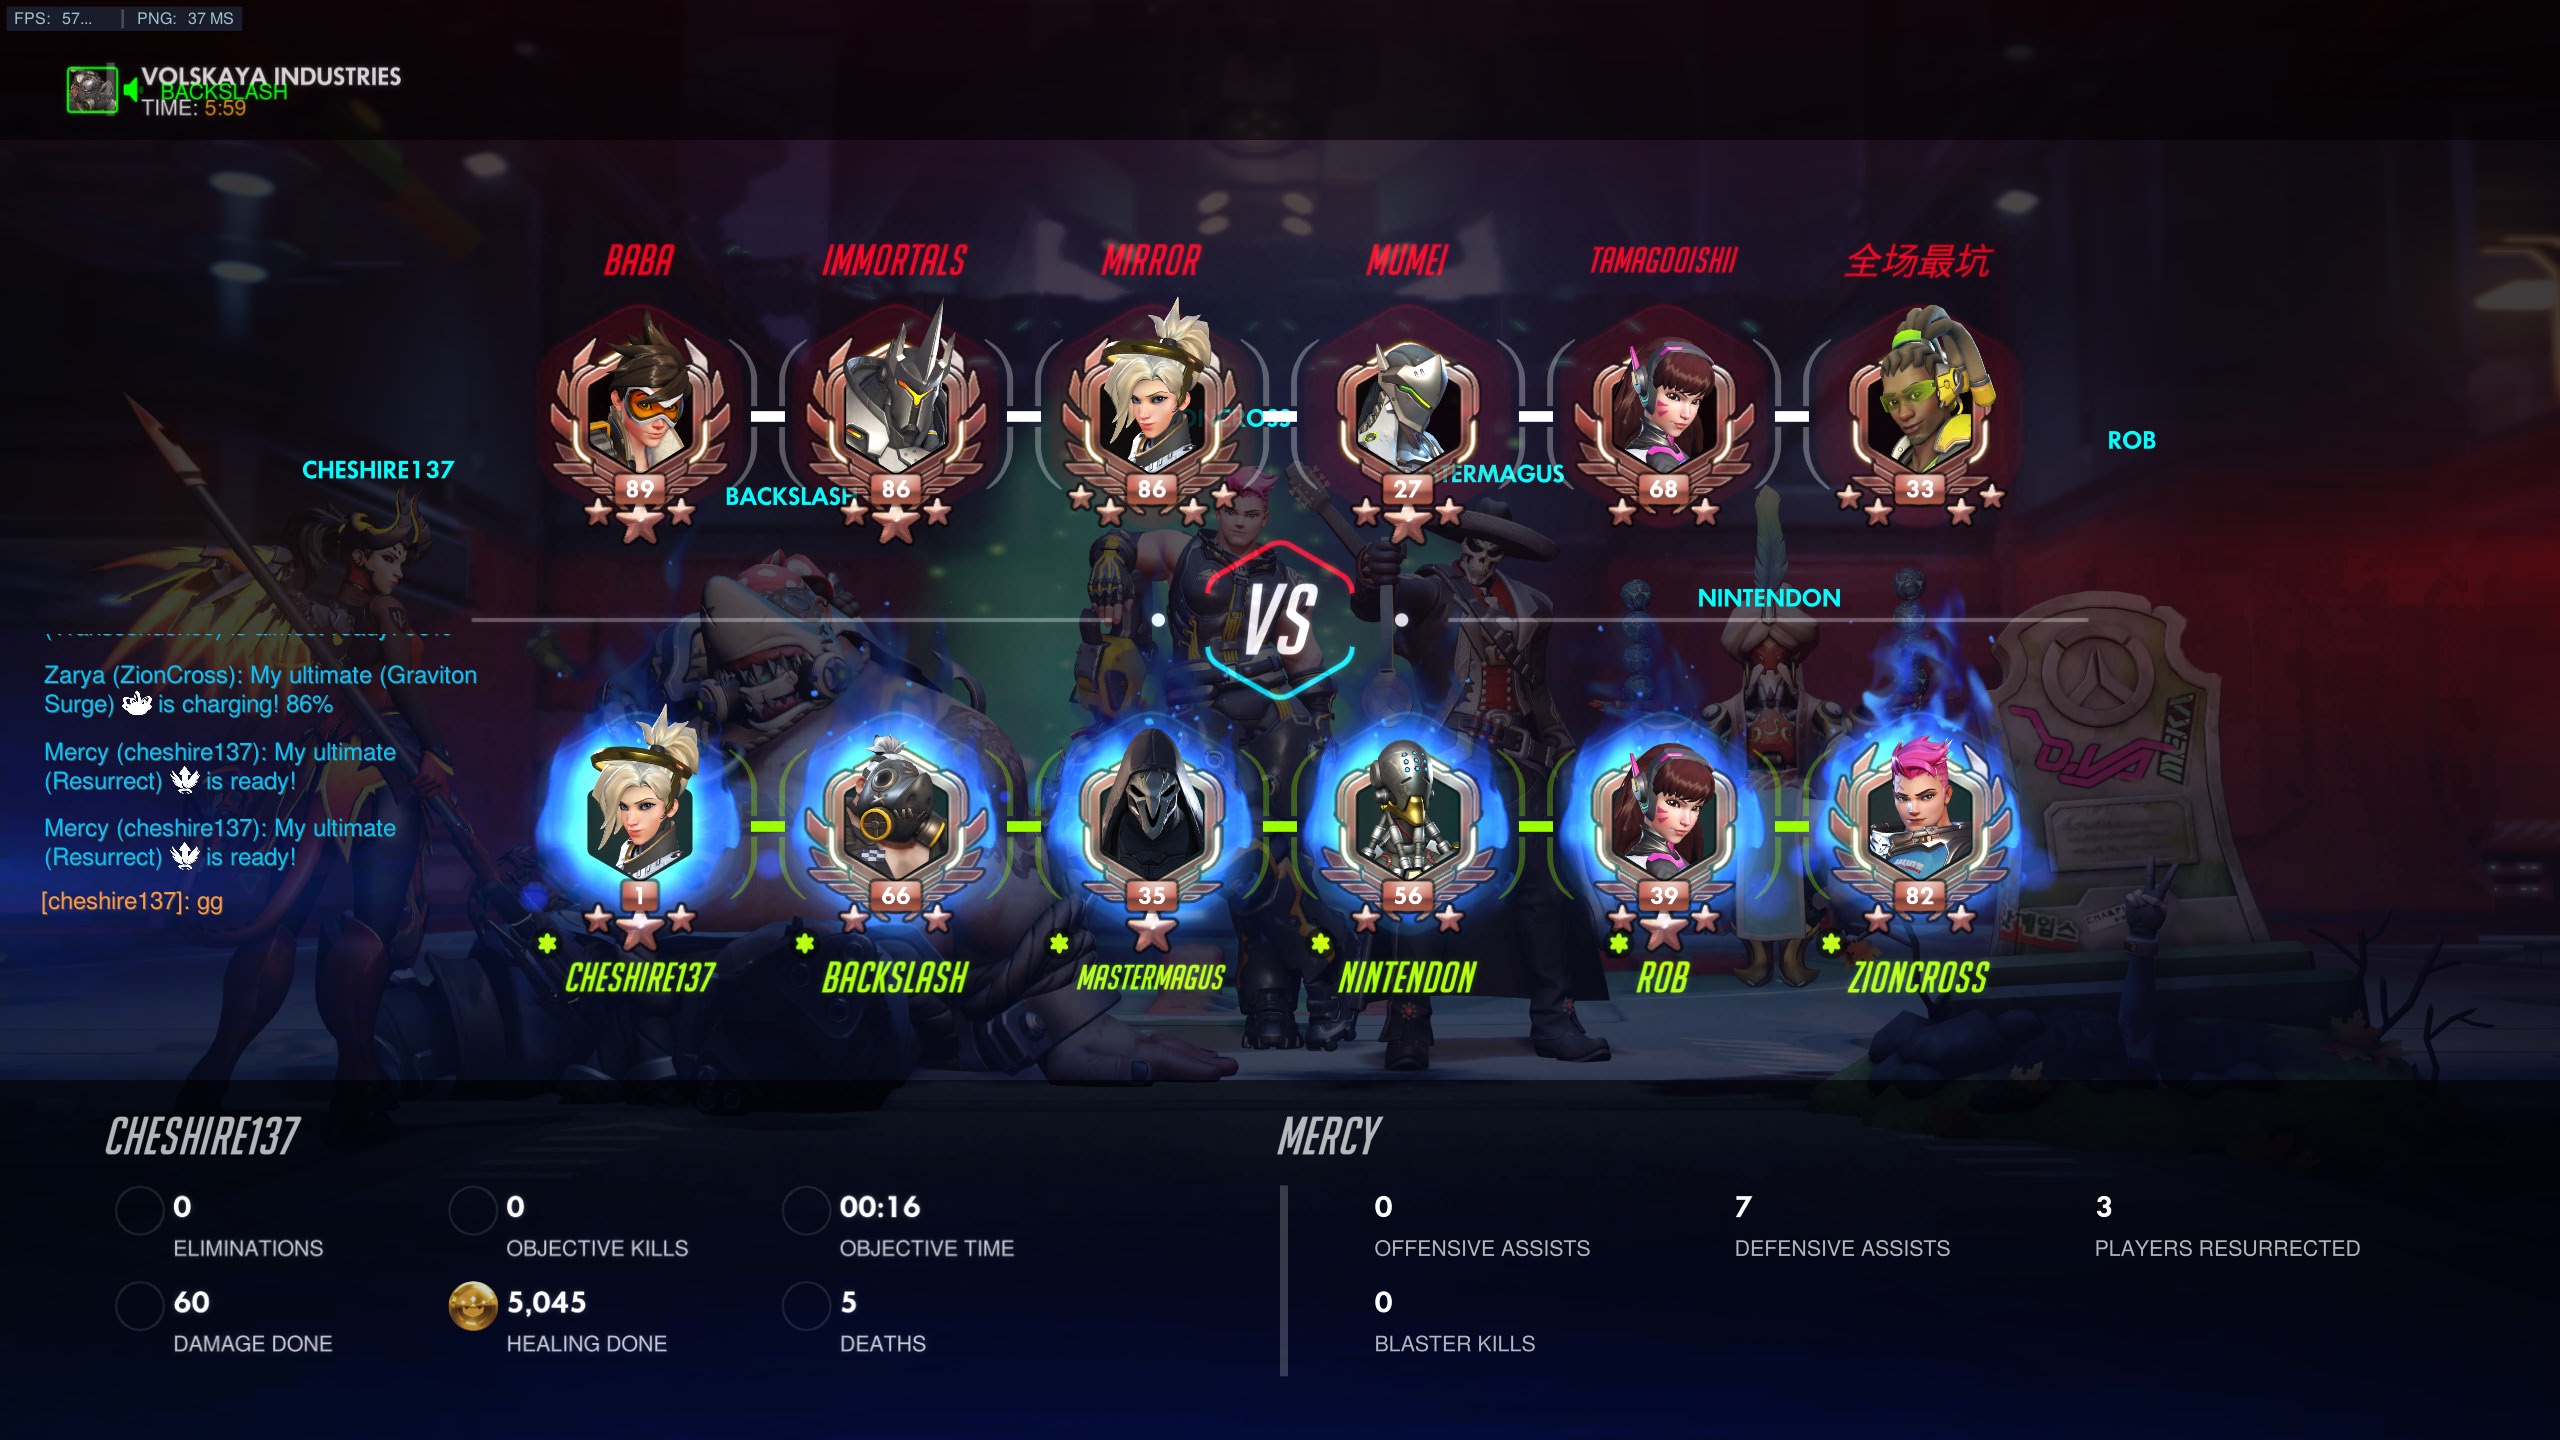 FPS: 57... | PNG: 37 MS
VOLSKAYA INDUSTRIES
BACKSLASH
TIME: 5:59
BABA
IMMORTALS
MIRROR
MUMEI
TAMAGODISHII
全场最坑
89
86
86
27
68
33
CHESHIRE137
BACKSLASH
ROB
NINTENDON
VS
Zarya (ZionCross): My ultimate (Graviton
Surge) is charging! 86%
Mercy (cheshire137): My ultimate
(Resurrect) is ready!
Mercy (cheshire137): My ultimate
(Resurrect) is ready!
[cheshire137]: gg
D.VA
1
66
35
56
39
82
CHESHIRE137
BACKSLASH
MASTERMAGUS
NINTENDON
ROB
ZIONCROSS
CHESHIRE137
MERCY
0
ELIMINATIONS
0
OBJECTIVE KILLS
00:16
OBJECTIVE TIME
0
OFFENSIVE ASSISTS
7
DEFENSIVE ASSISTS
3
PLAYERS RESURRECTED
60
DAMAGE DONE
5,045
HEALING DONE
5
DEATHS
0
BLASTER KILLS